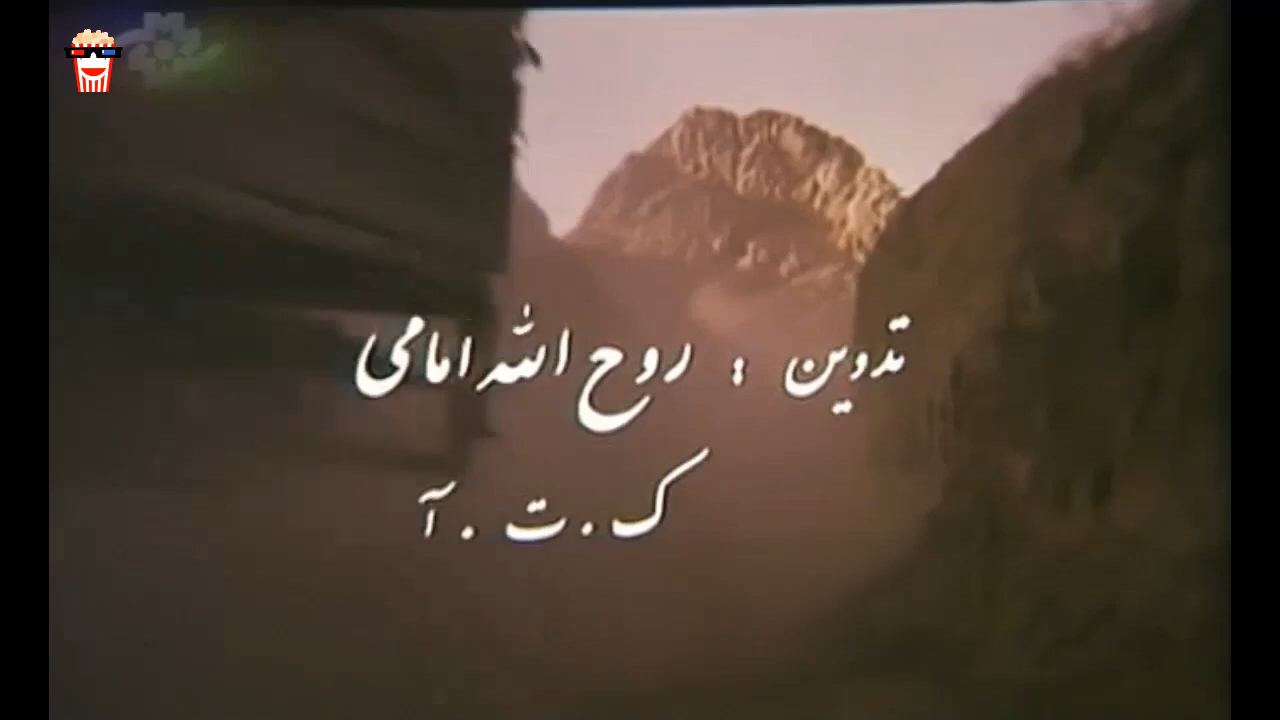 تدوین : روح الله امامی
ک . ت . آ